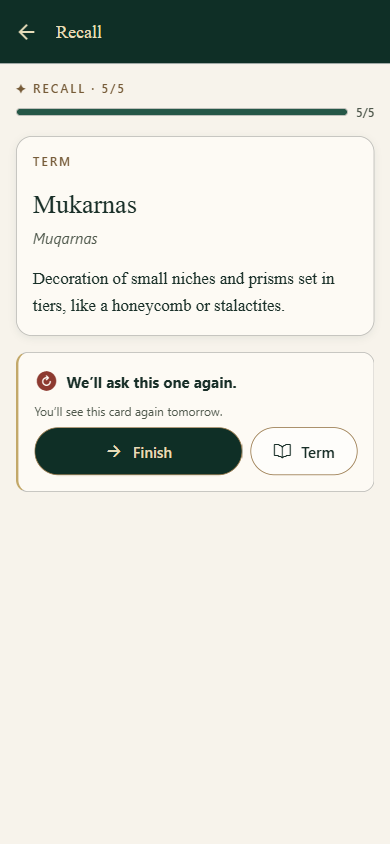 Recall
✦ RECALL · 5/5
5/5
TERM
Mukarnas
Muqarnas
Decoration of small niches and prisms set in
tiers, like a honeycomb or stalactites.
We’ll ask this one again.
You’ll see this card again tomorrow.
Finish
Term